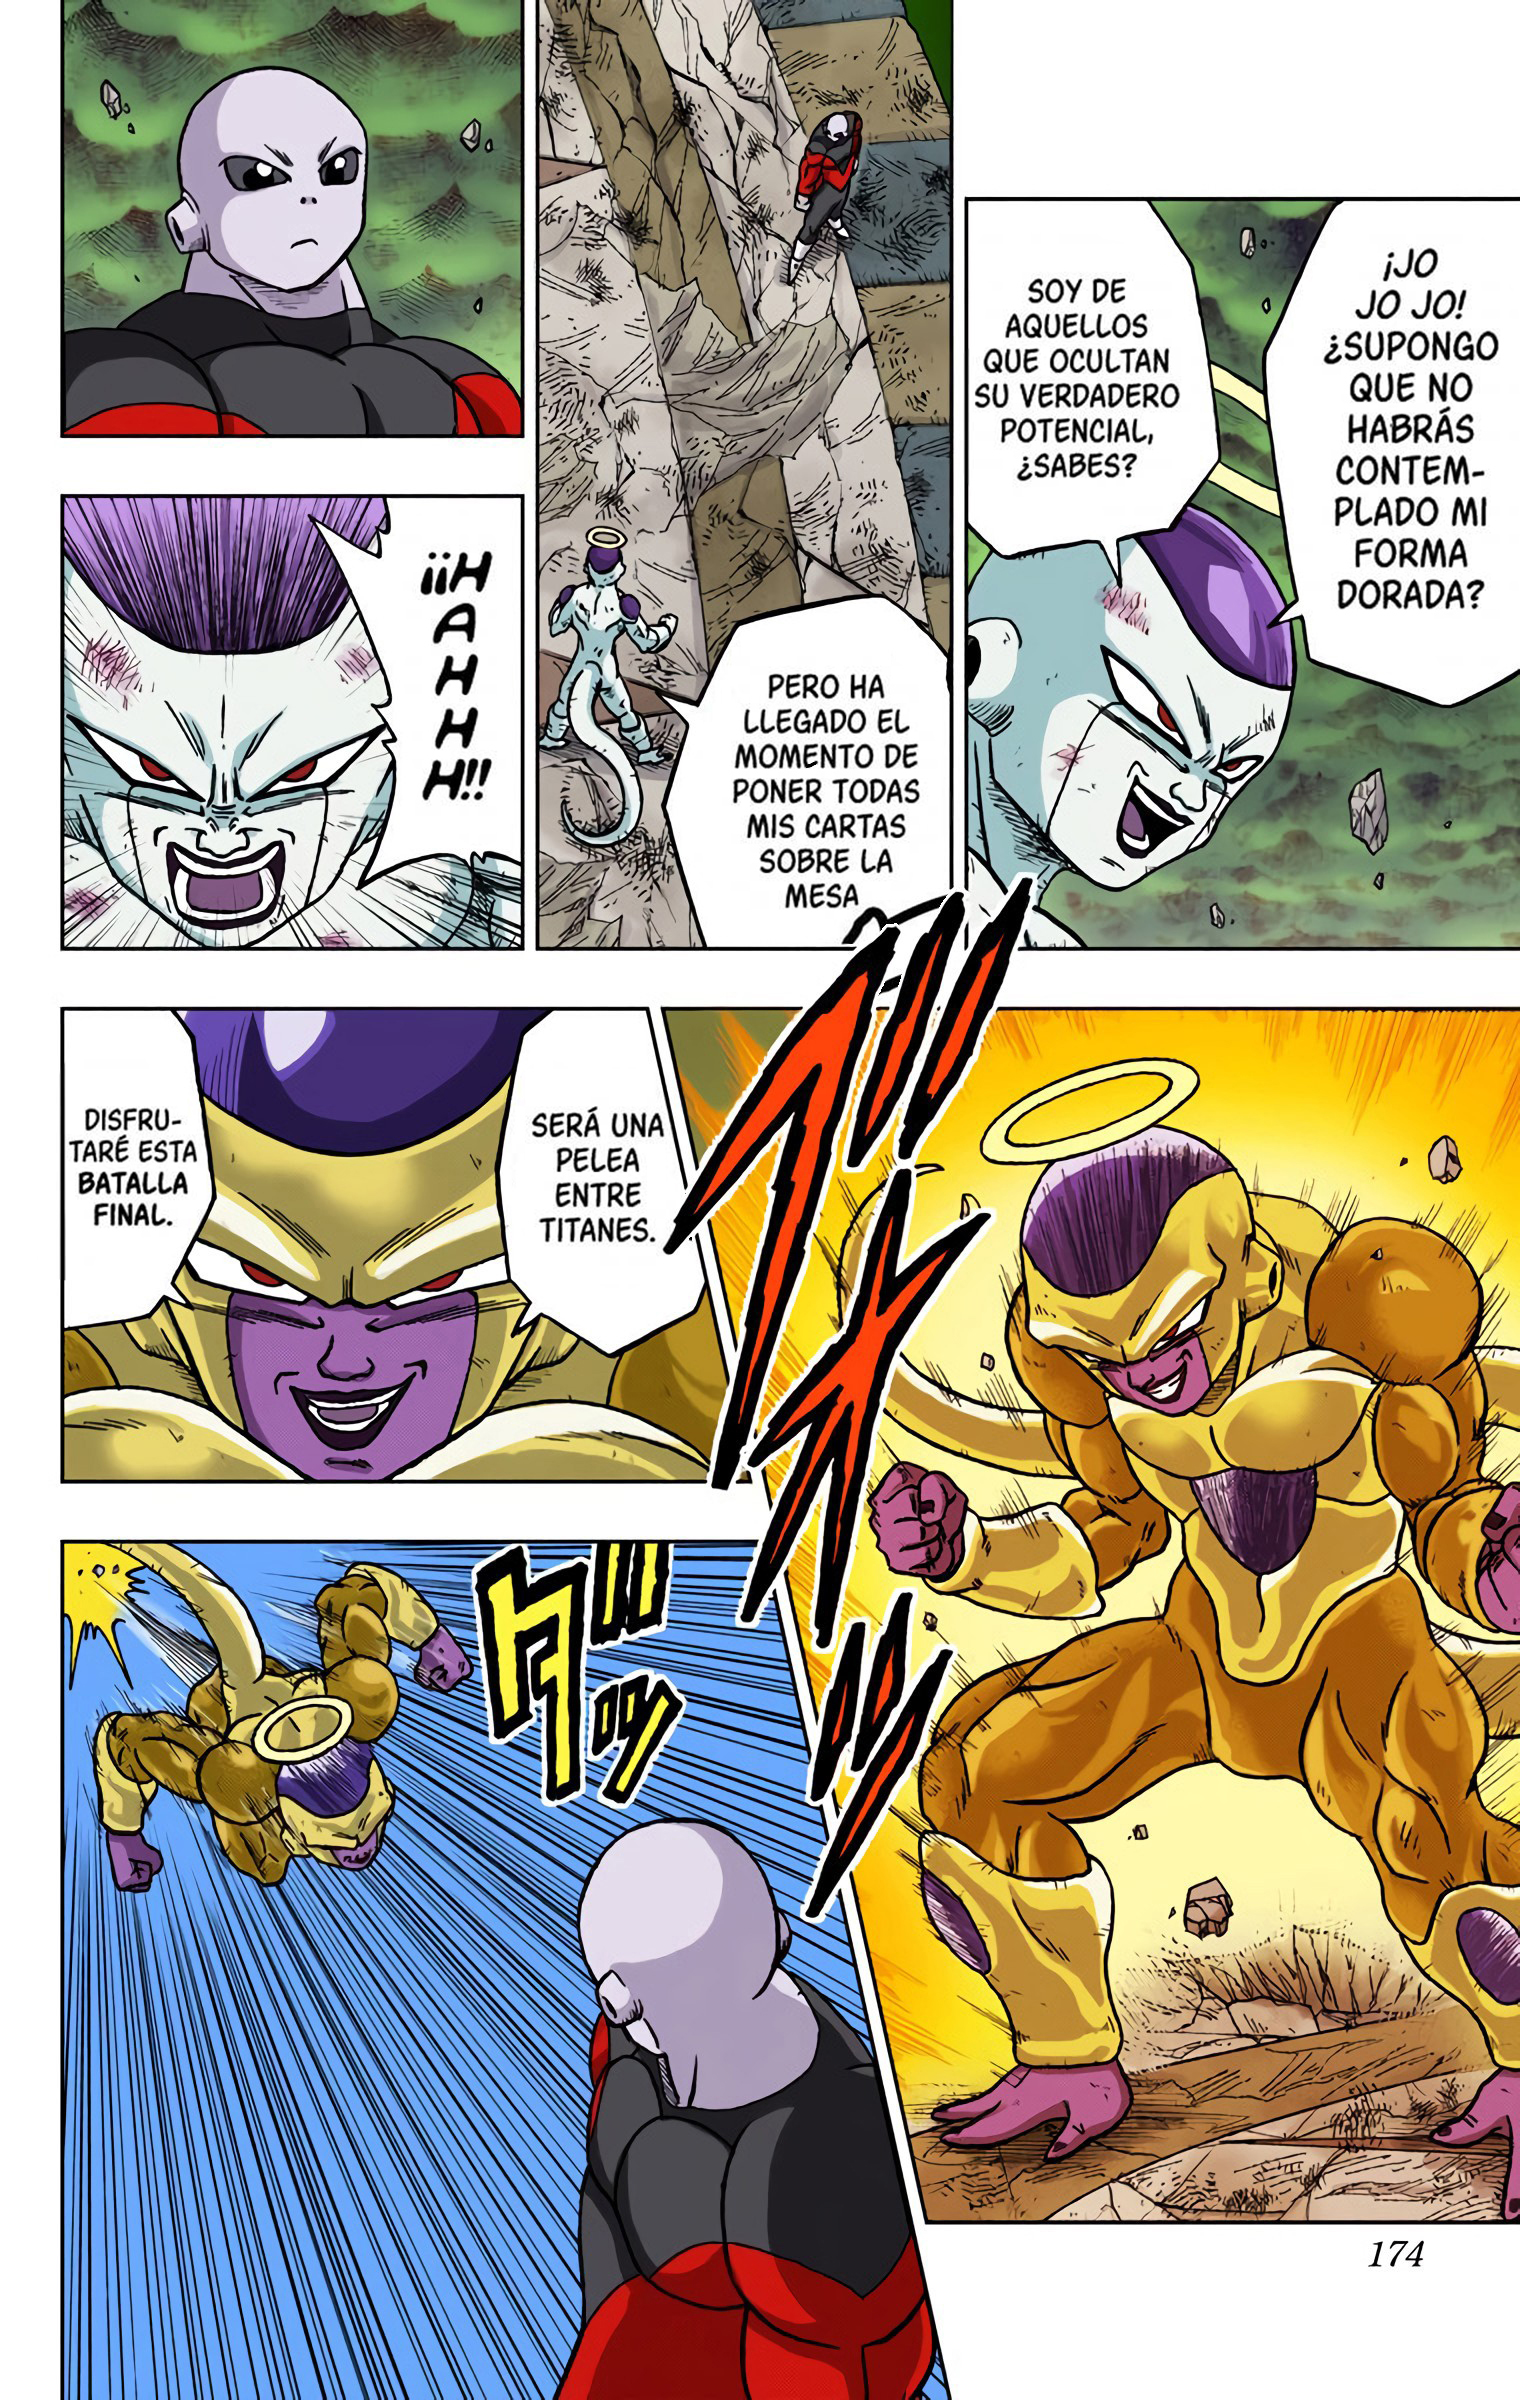 ¡JO
JO JO!
¿SUPONGO
QUE NO
HABRÁS
CONTEM-
PLADO MI
FORMA
DORADA?
SOY DE
AQUELLOS
QUE OCULTAN
SU VERDADERO
POTENCIAL,
¿SABES?
PERO HA
LLEGADO EL
MOMENTO DE
PONER TODAS
MIS CARTAS
SOBRE LA
MESA
¡¡H
A
H
H
H!!
SERÁ UNA
PELEA
ENTRE
TITANES.
DISFRU-
TARÉ ESTA
BATALLA
FINAL.
ダッ
174